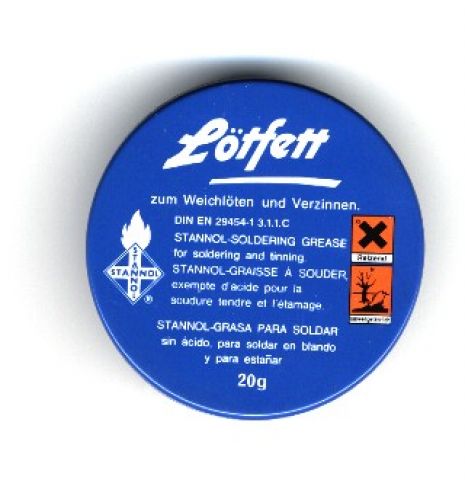 Lötfett
zum Weichlöten und Verzinnen.
DIN EN 29454-1 3.1.1.C
STANNOL-SOLDERING GREASE
for soldering and tinning.
STANNOL-GRAISSE À SOUDER,
exempte d'acide pour la
soudure tendre et l'étamage.
STANNOL-GRASA PARA SOLDAR
sin ácido, para soldar en blando
y para estañar
20g
STANNOL
STANNOL
®
Reizend